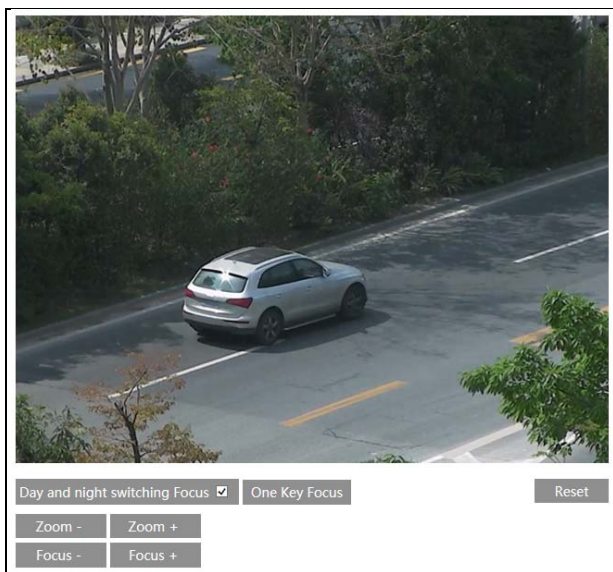 Day and night switching Focus One Key Focus Reset
Zoom - Zoom +
Focus - Focus +